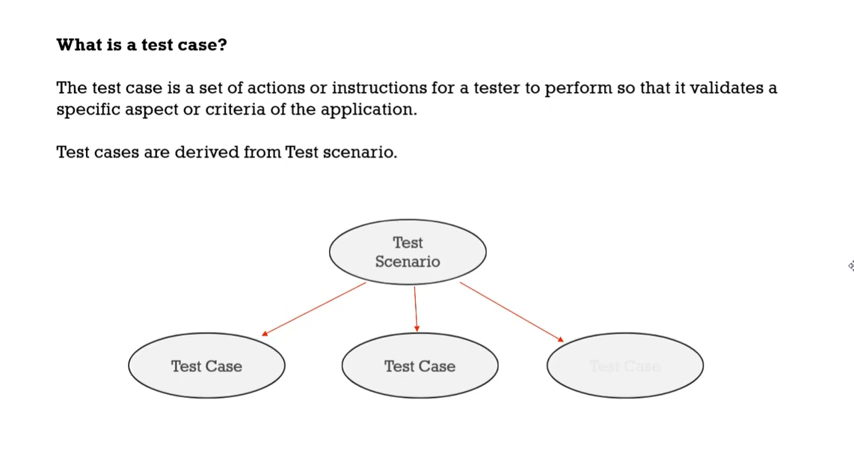 What is a test case?
The test case is a set of actions or instructions for a tester to perform so that it validates a
specific aspect or criteria of the application.
Test cases are derived from Test scenario.
Test
Scenario
Test Case
Test Case
Test Case